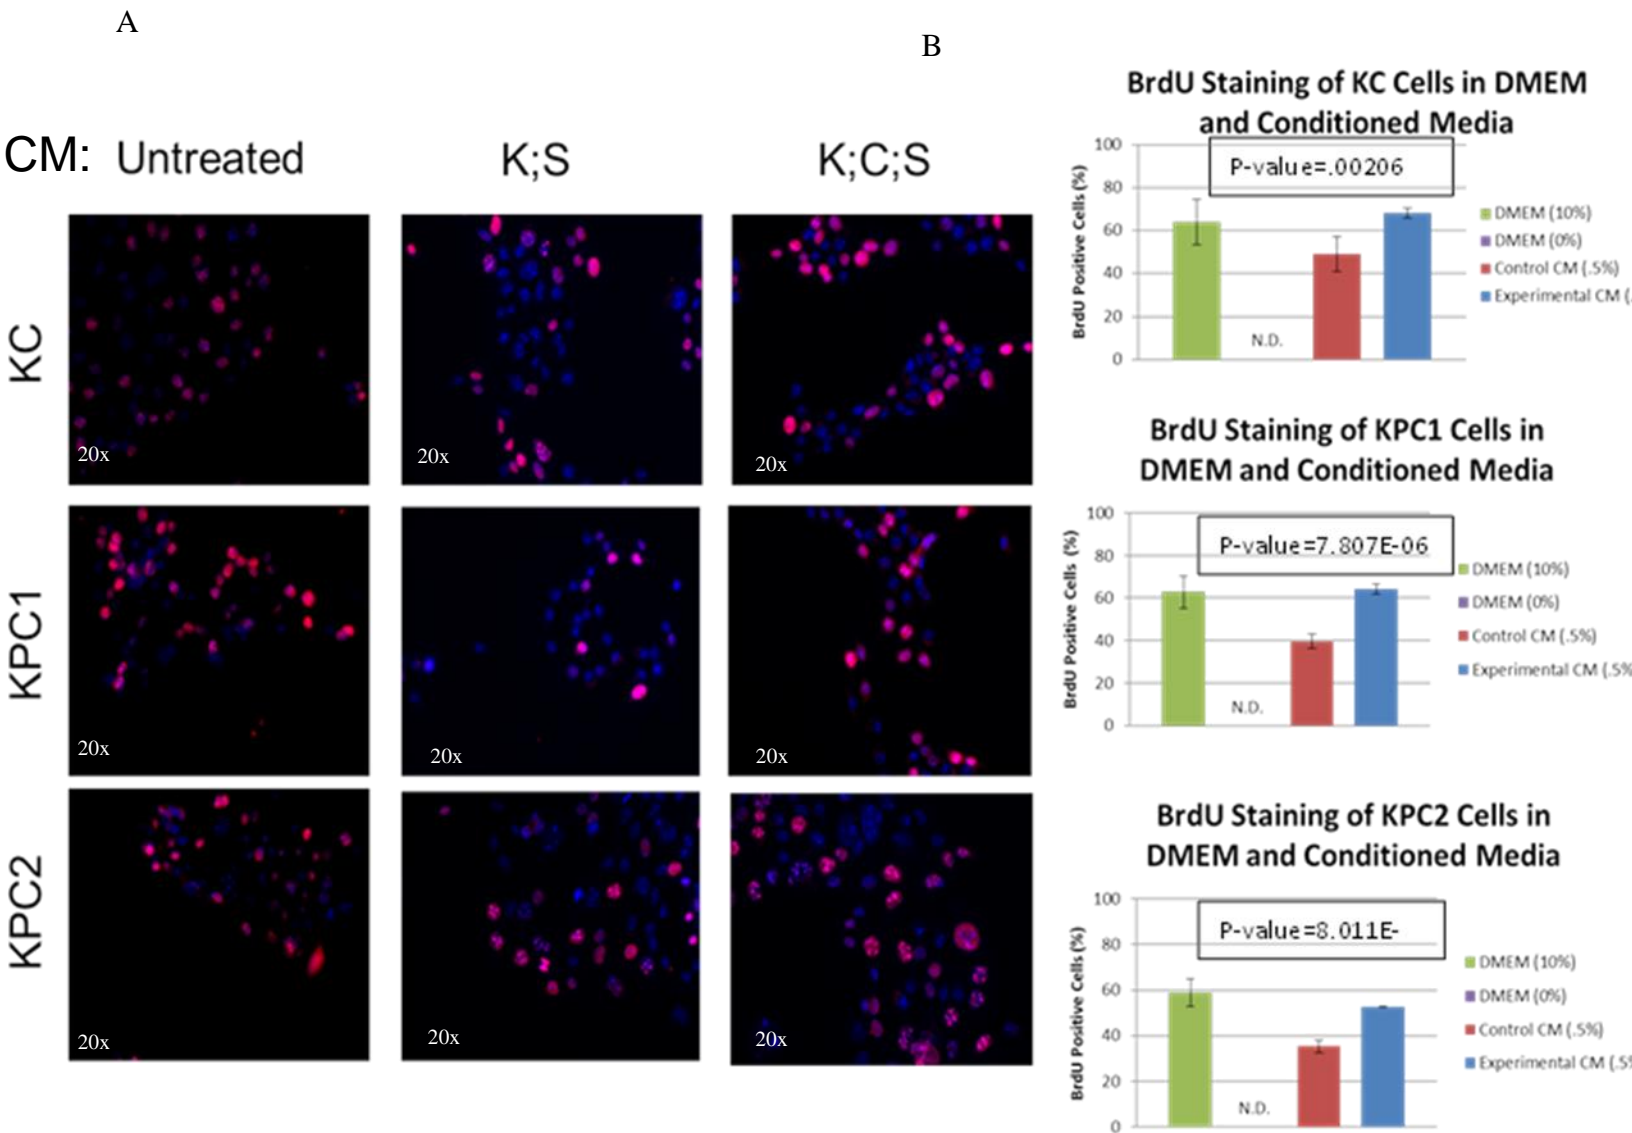 A
B
CM: Untreated K;S K;C;S
KC
20x
20x
20x
KPC1
20x
20x
20x
KPC2
20x
20x
20x
BrdU Staining of KC Cells in DMEM
and Conditioned Media
P-value=.00206
BrdU Positive Cells (%)
100
80
60
40
20
0
N.D.
DMEM (10%)
DMEM (0%)
Control CM (.5%)
Experimental CM (.
BrdU Staining of KPC1 Cells in
DMEM and Conditioned Media
P-value=7.807E-06
BrdU Positive Cells (%)
100
80
60
40
20
0
N.D.
DMEM (10%)
DMEM (0%)
Control CM (.5%)
Experimental CM (.5%
BrdU Staining of KPC2 Cells in
DMEM and Conditioned Media
P-value=8.011E-
BrdU Positive Cells (%)
100
80
60
40
20
0
N.D.
DMEM (10%)
DMEM (0%)
Control CM (.5%)
Experimental CM (.5%